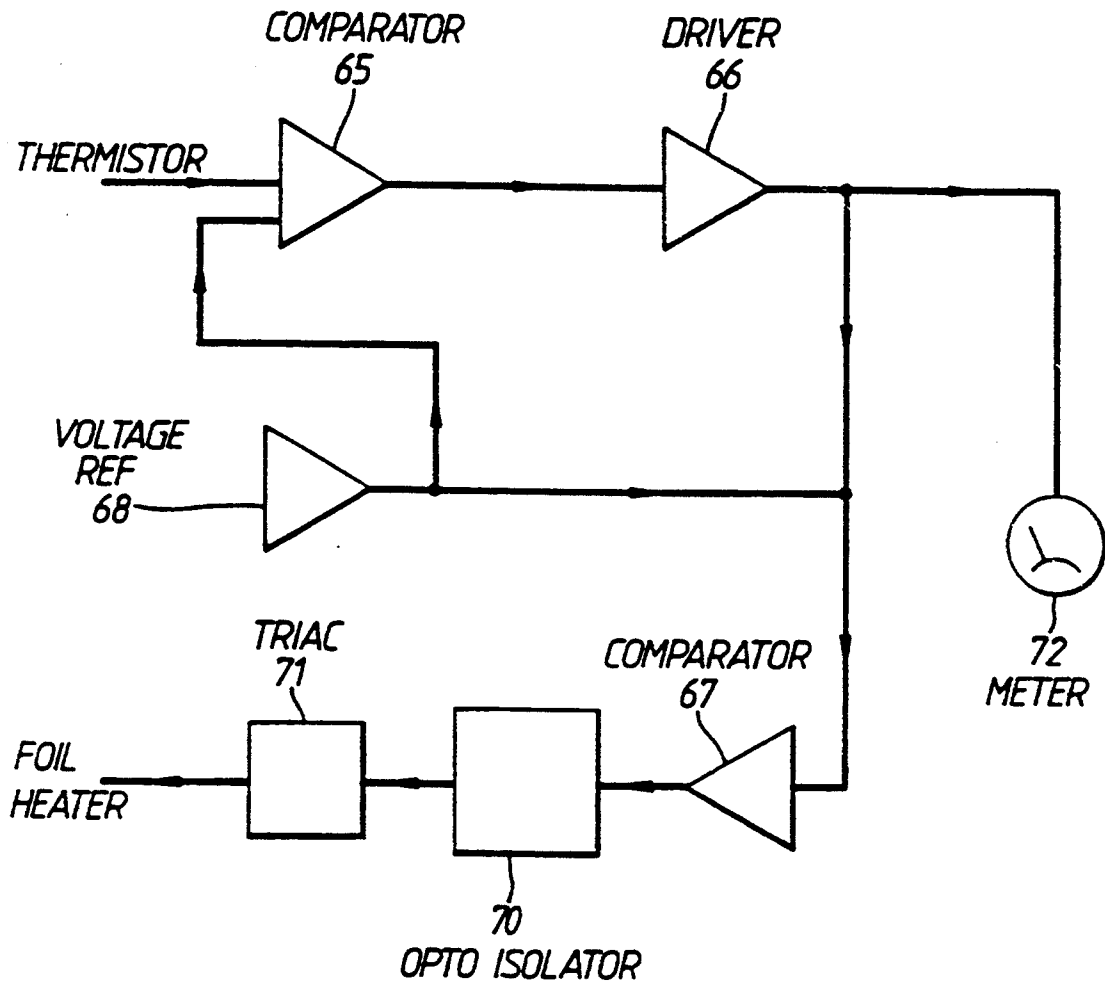 COMPARATOR
65
DRIVER
66
THERMISTOR
VOLTAGE
REF
68
TRIAC
71
COMPARATOR
67
72
METER
FOIL
HEATER
70
OPTO ISOLATOR